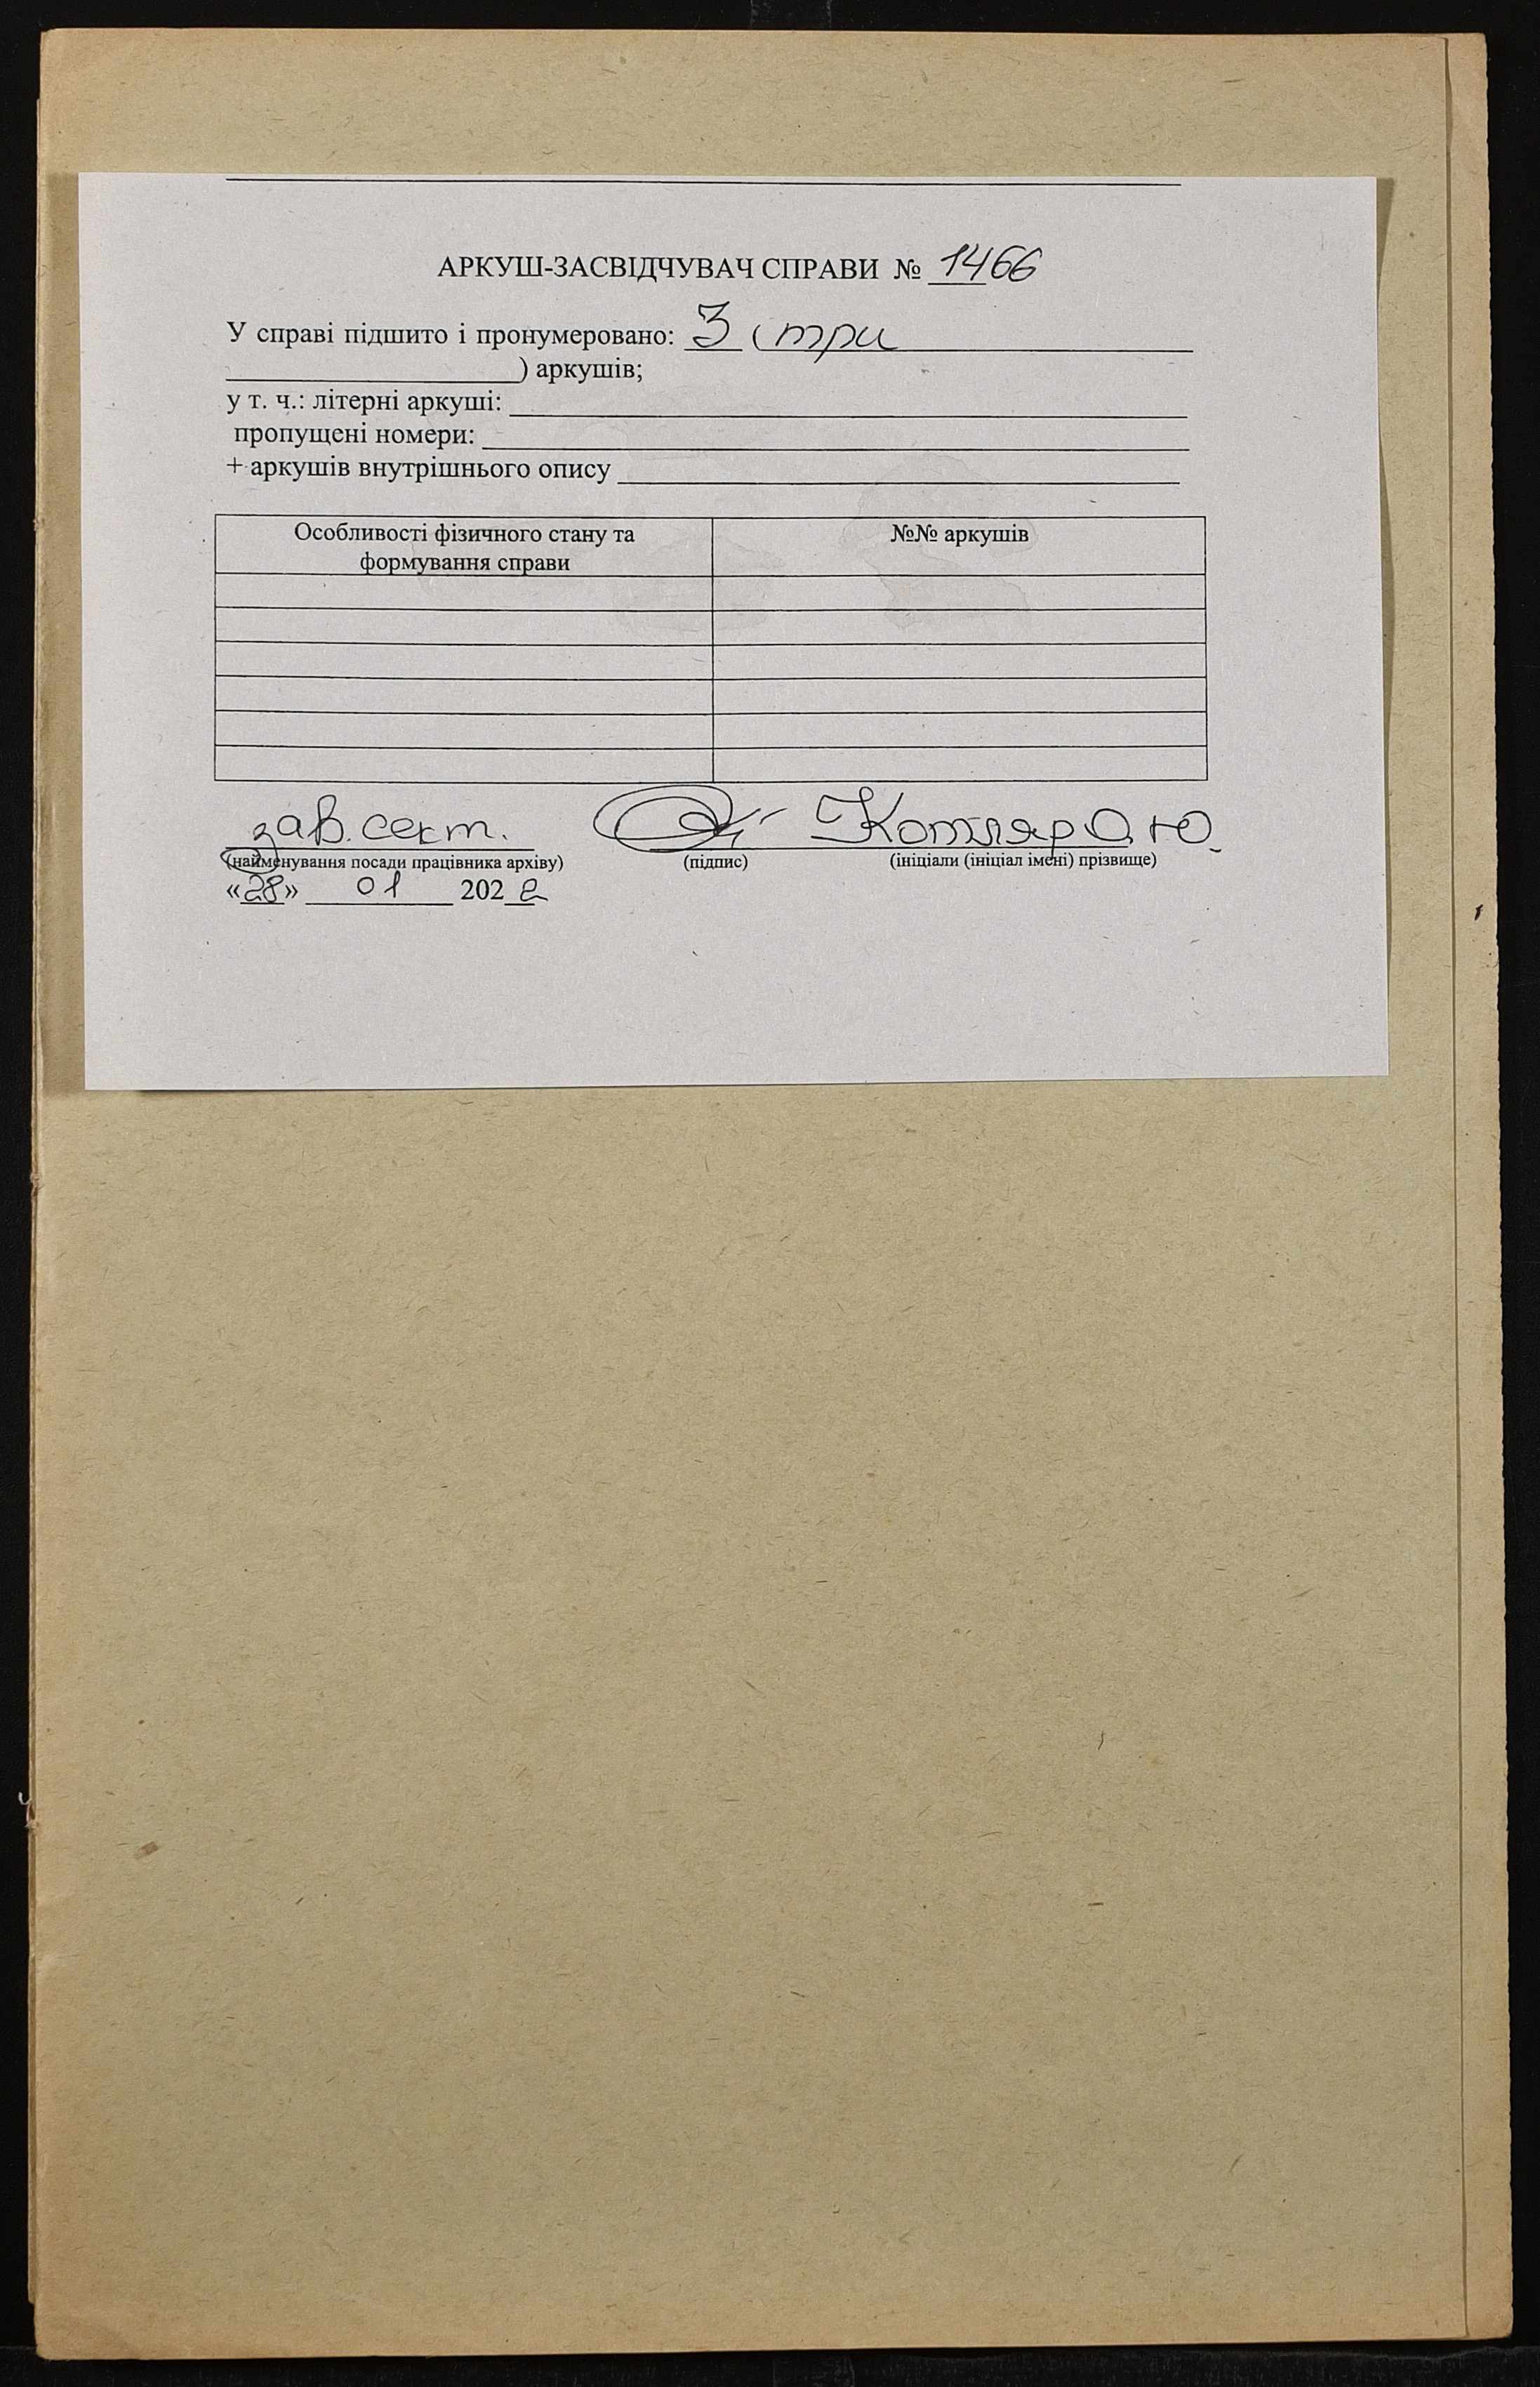 АРКУШ-ЗАСВІДЧУВАЧ СПРАВИ № 1466
У справі підшито і пронумеровано: 3 (три
) аркушів;
у т. ч.: літерні аркуші:
пропущені номери:
+ аркушів внутрішнього опису
Особливості фізичного стану та формування справи №№ аркушів
зав. сект. Котляр О. Ю.
(найменування посади працівника архіву) (підпис) (ініціали (ініціал імені) прізвище)
«28» 01 2022